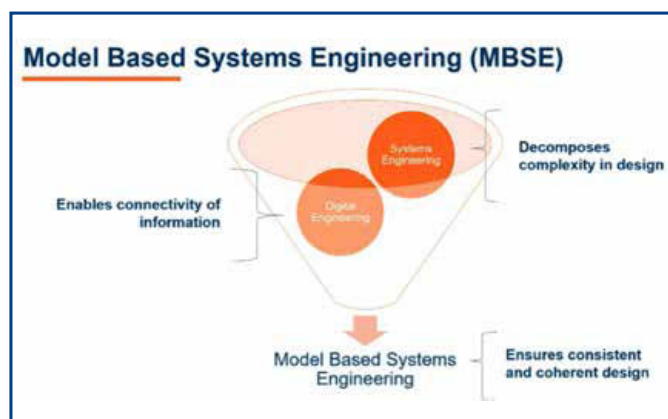 Model Based Systems Engineering (MBSE)
Systems
Engineering
Decomposes
complexity in design
Enables connectivity of
information
Digital
Engineering
Model Based Systems
Engineering
Ensures consistent
and coherent design